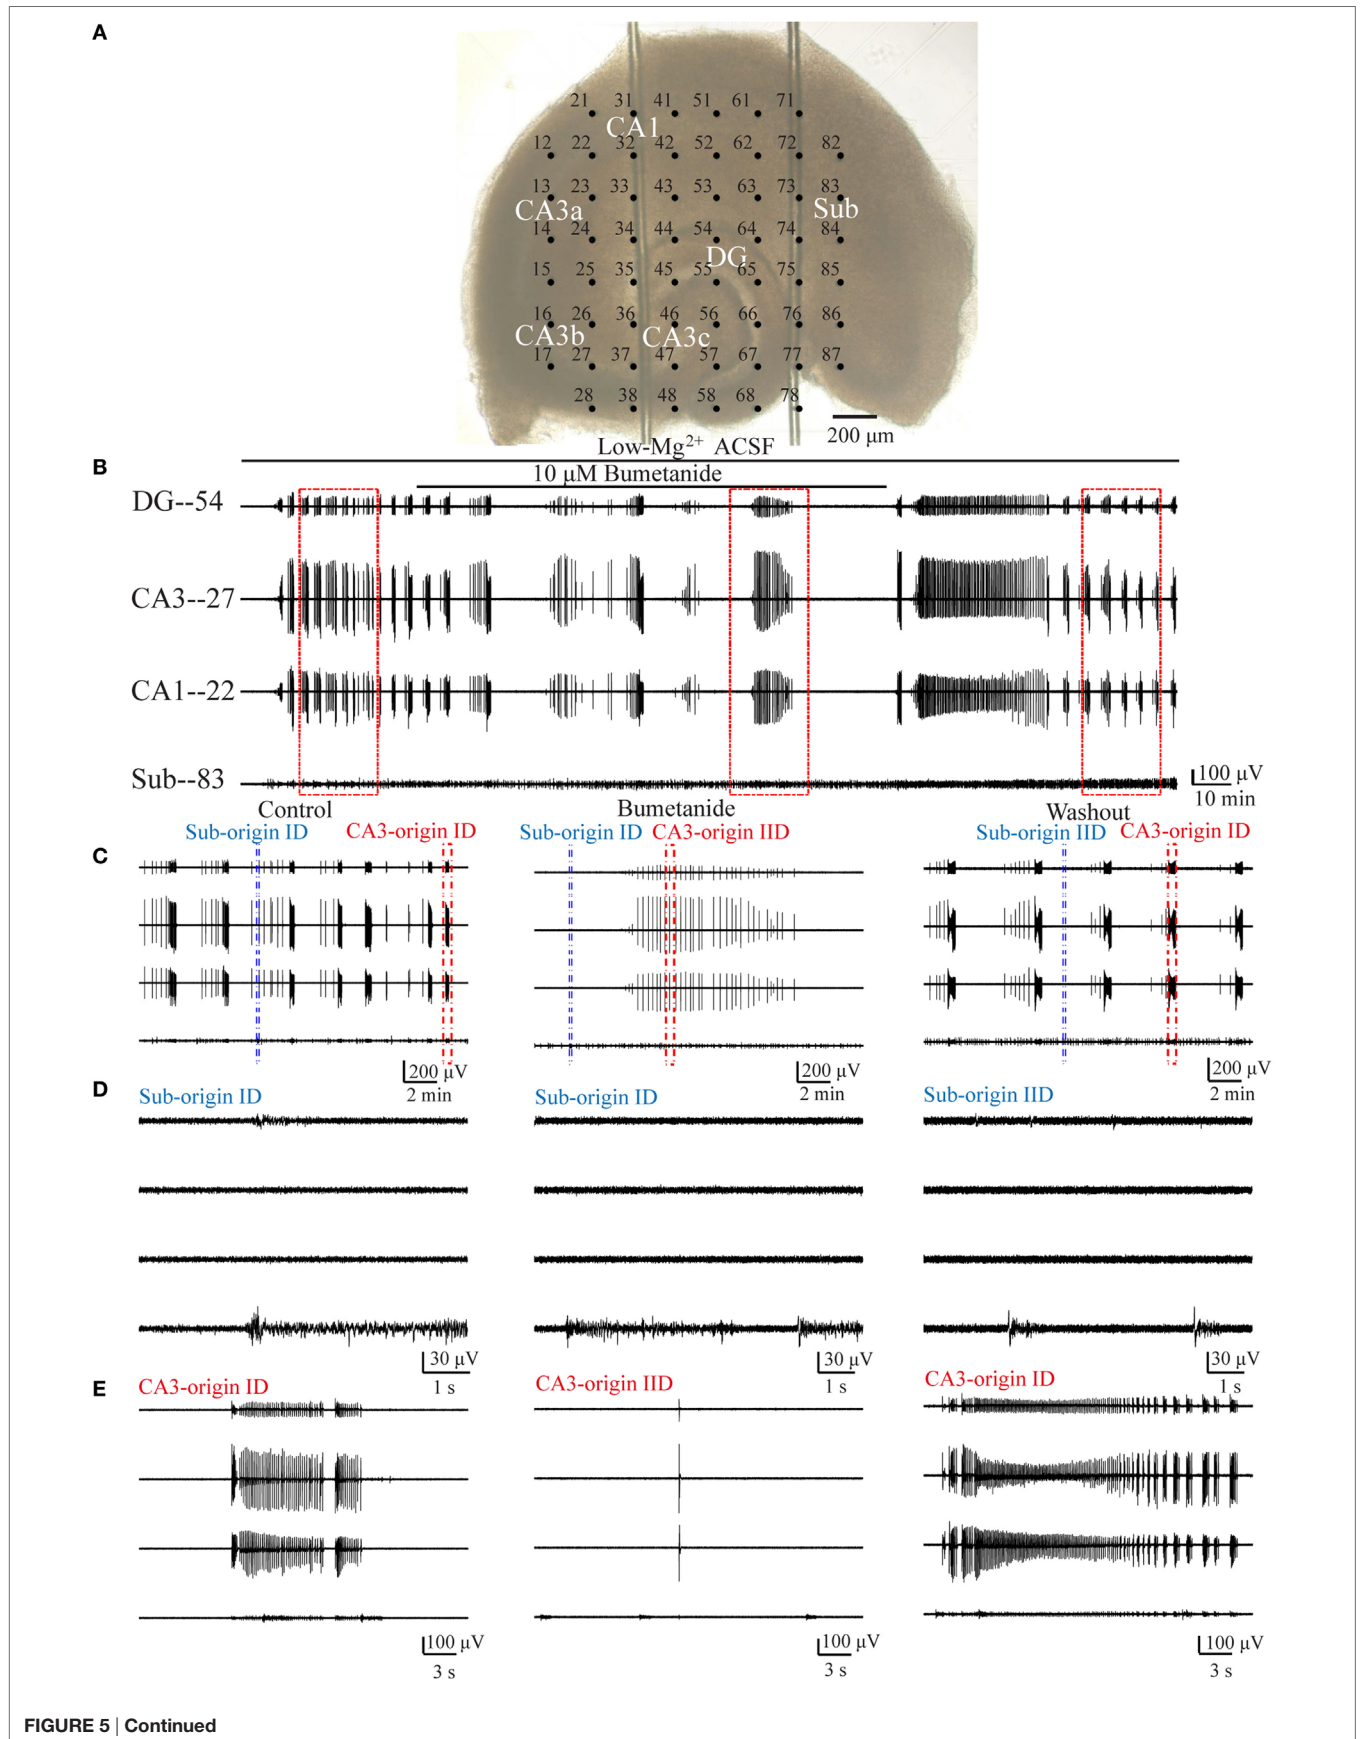 A
21 31 41 51 61 71
CA1
12 22 32 42 52 62 72 82
13 23 33 43 53 63 73 83
CA3a Sub
14 24 34 44 54 64 74 84
DG
15 25 35 45 55 65 75 85
16 26 36 46 56 66 76 86
CA3b CA3c
17 27 37 47 57 67 77 87
28 38 48 58 68 78
200 µm
Low-Mg²⁺ ACSF
B
10 µM Bumetanide
DG--54
CA3--27
CA1--22
Sub--83
100 µV
10 min
Control Bumetanide Washout
Sub-origin ID CA3-origin ID Sub-origin ID CA3-origin IID Sub-origin IID CA3-origin ID
C
200 µV 200 µV 200 µV
2 min 2 min 2 min
D
Sub-origin ID Sub-origin ID Sub-origin IID
30 µV 30 µV 30 µV
1 s 1 s 1 s
E
CA3-origin ID CA3-origin IID CA3-origin ID
100 µV 100 µV 100 µV
3 s 3 s 3 s
FIGURE 5 | Continued